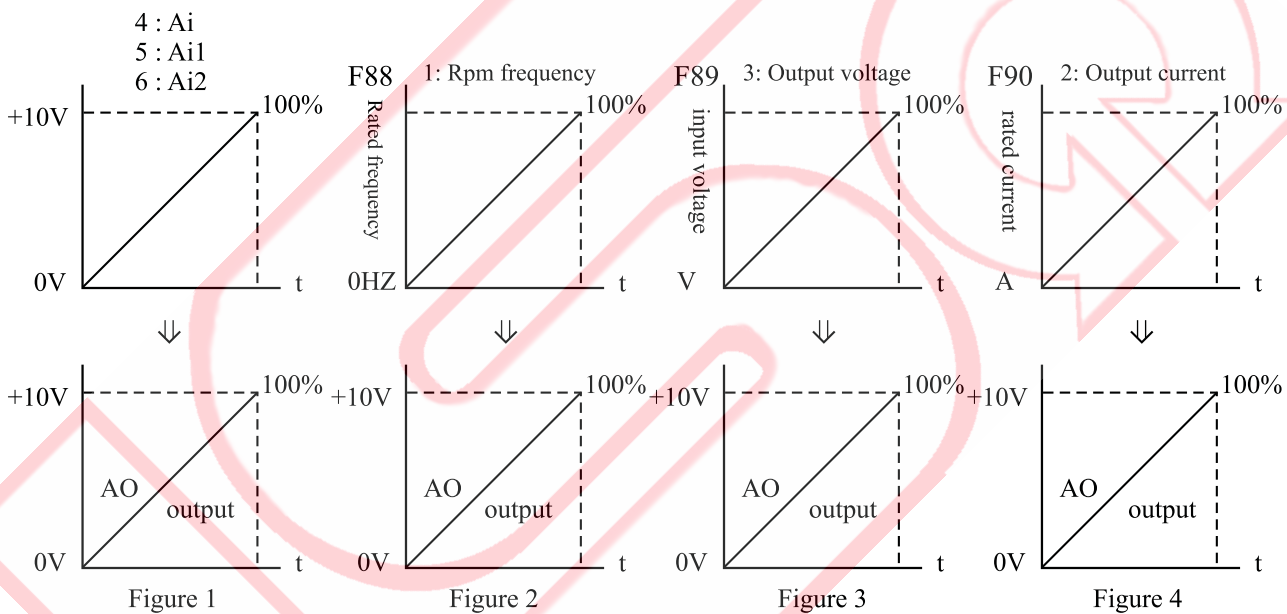 4 : Ai
5 : Ai1
6 : Ai2
+10V
100%
0V
t
F88
1: Rpm frequency
Rated frequency
100%
0HZ
t
F89
3: Output voltage
input voltage
100%
V
t
F90
2: Output current
rated current
100%
A
t
⇓
⇓
⇓
⇓
+10V
100%
AO
output
0V
t
Figure 1
+10V
100%
AO
output
0V
t
Figure 2
+10V
100%
AO
output
0V
t
Figure 3
+10V
100%
AO
output
0V
t
Figure 4